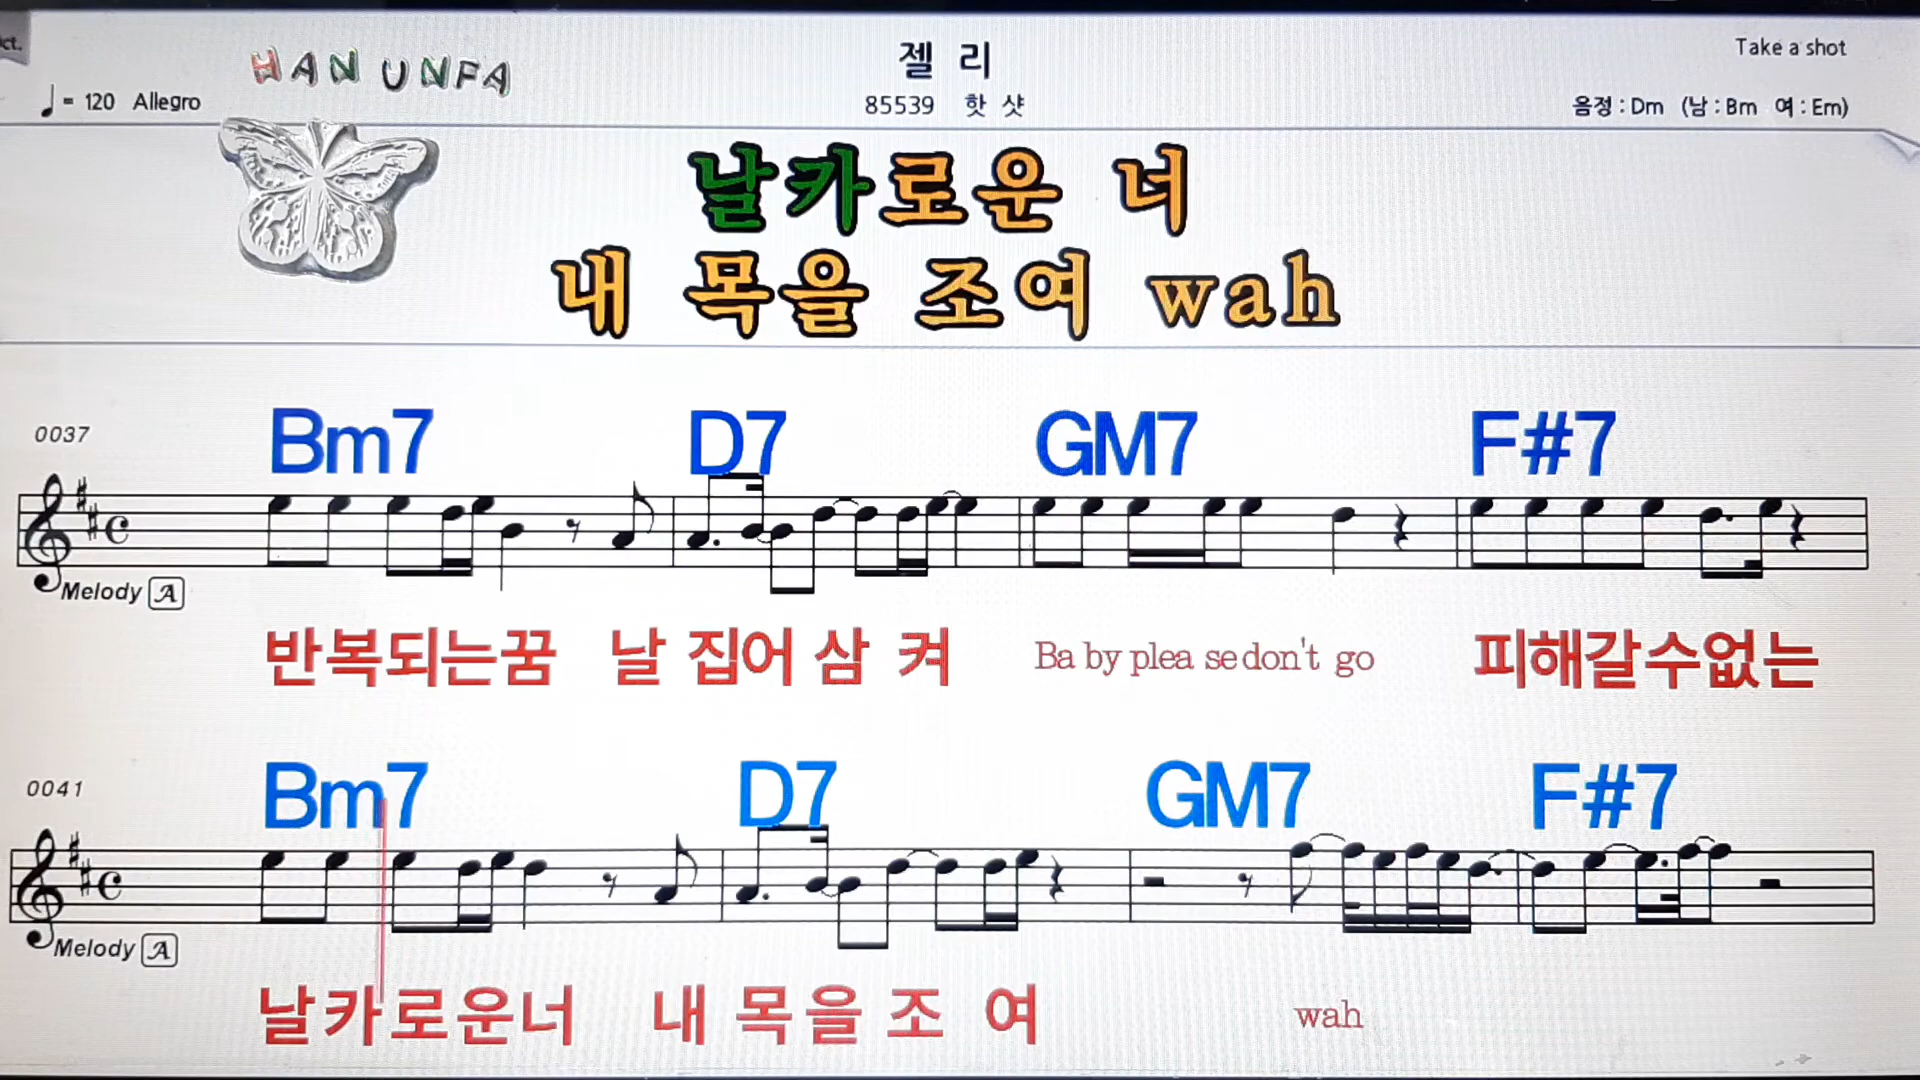 ct.
HAN UNFA
젤 리
Take a shot
♩= 120 Allegro
85539 핫 샷
음정 : Dm (남 : Bm 여 : Em)
날카로운 너
내 목을 조여 wah
0037
Bm7 D7 GM7 F#7
Melody A
반복되는꿈 날 집어 삼 켜 Ba by plea se don't go 피해갈수없는
0041
Bm7 D7 GM7 F#7
Melody A
날카로운너 내 목을 조 여 wah